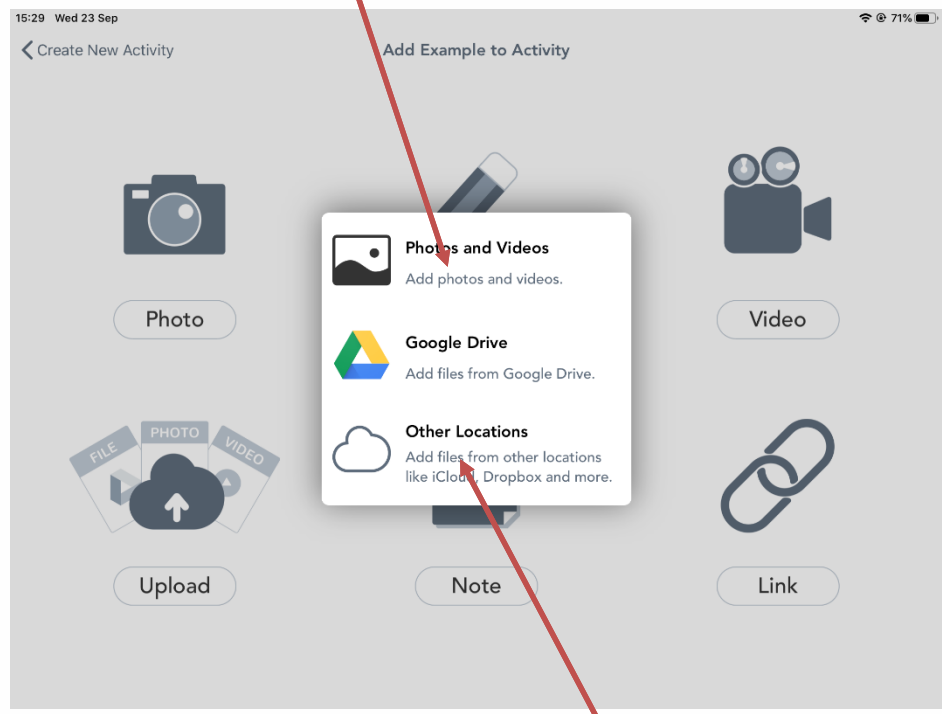 15:29 Wed 23 Sep
71%
Create New Activity
Add Example to Activity
Photos and Videos
Add photos and videos.
Google Drive
Add files from Google Drive.
Other Locations
Add files from other locations
like iCloud, Dropbox and more.
Photo
Video
FILE
PHOTO
VIDEO
Upload
Note
Link